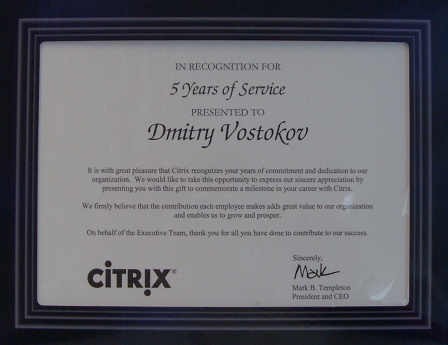 IN RECOGNITION FOR
5 Years of Service
PRESENTED TO
Dmitry Vostokov
It is with great pleasure that Citrix recognizes your years of commitment and dedication to our
organization. We would like to take this opportunity to express our sincere appreciation by
presenting you with this gift to commemorate a milestone in your career with Citrix.
We firmly believe that the contribution each employee makes adds great value to our organization
and enables us to grow and prosper.
On behalf of the Executive Team, thank you for all you have done to contribute to our success.
Sincerely,
Mark
Mark B. Templeton
President and CEO
CİTRIX®